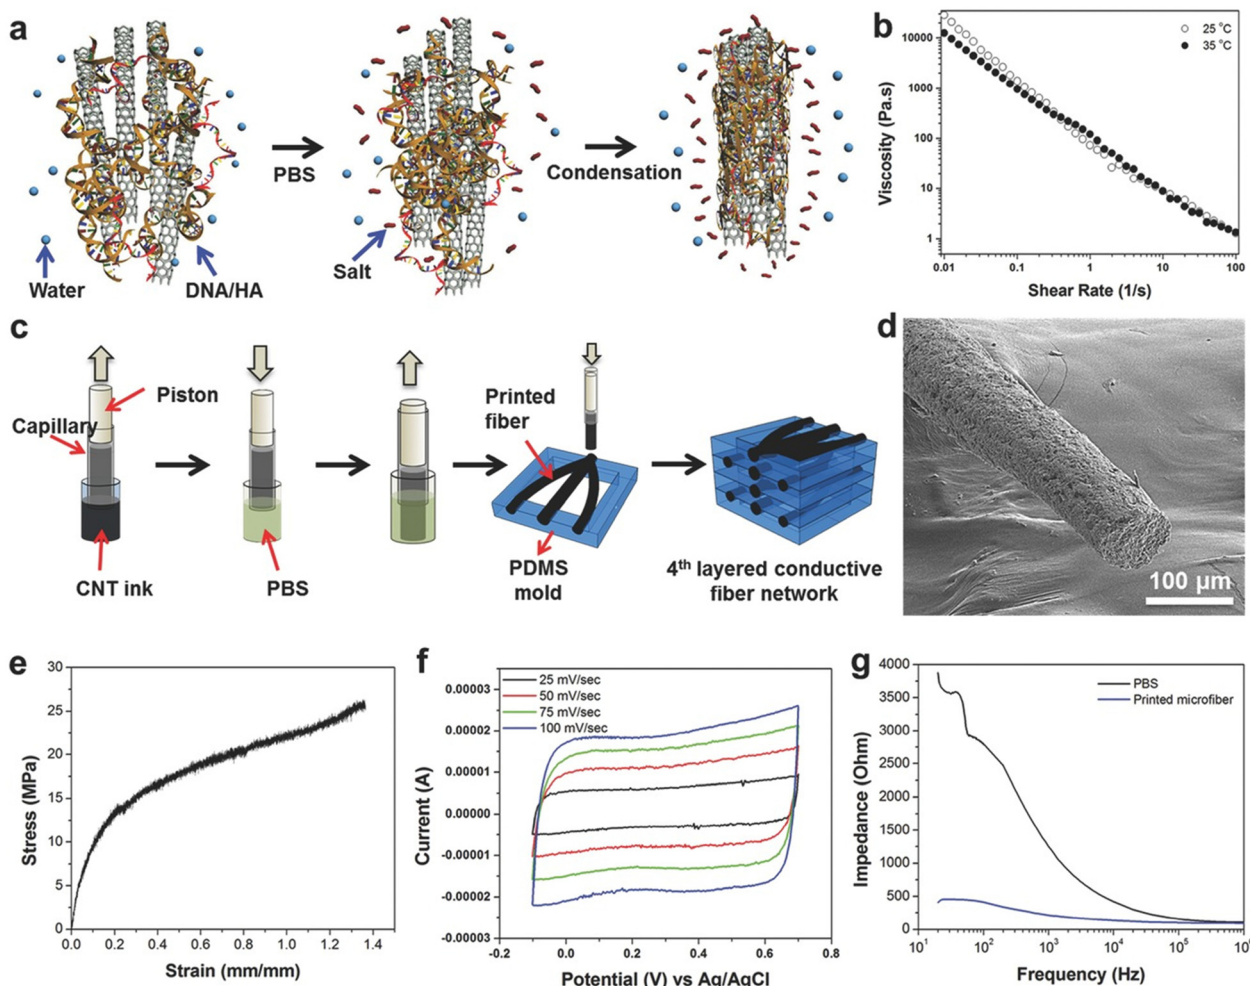 a
PBS
Condensation
Water
DNA/HA
Salt
b
Viscosity (Pa.s)
10000
1000
100
10
1
25 °C
35 °C
0.01
0.1
1
10
100
Shear Rate (1/s)
c
Piston
Capillary
CNT ink
PBS
Printed
fiber
PDMS
mold
4th layered conductive
fiber network
d
100 μm
e
Stress (MPa)
30
25
20
15
10
5
0
0.0
0.2
0.4
0.6
0.8
1.0
1.2
1.4
Strain (mm/mm)
f
Current (A)
0.00003
0.00002
0.00001
0.00000
-0.00001
-0.00002
-0.00003
25 mV/sec
50 mV/sec
75 mV/sec
100 mV/sec
-0.2
0.0
0.2
0.4
0.6
0.8
Potential (V) vs Ag/AgCl
g
Impedance (Ohm)
4000
3500
3000
2500
2000
1500
1000
500
0
PBS
Printed microfiber
10¹
10²
10³
10⁴
10⁵
10⁶
Frequency (Hz)